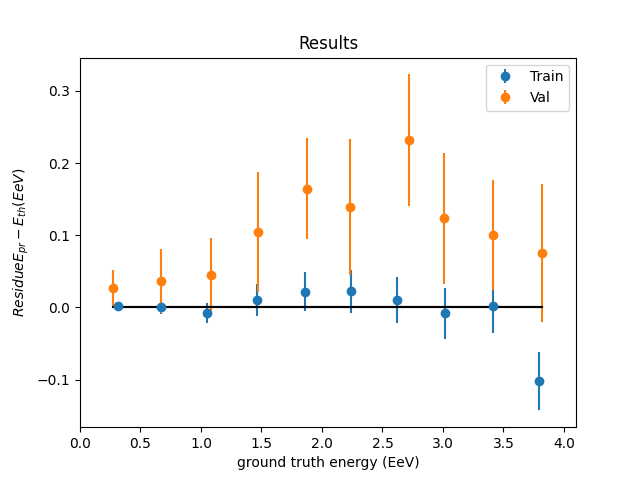 Results
Train
Val
0.3
0.2
0.1
0.0
−0.1
ResidueE_{pr} − E_{th}(EeV)
0.0 0.5 1.0 1.5 2.0 2.5 3.0 3.5 4.0
ground truth energy (EeV)